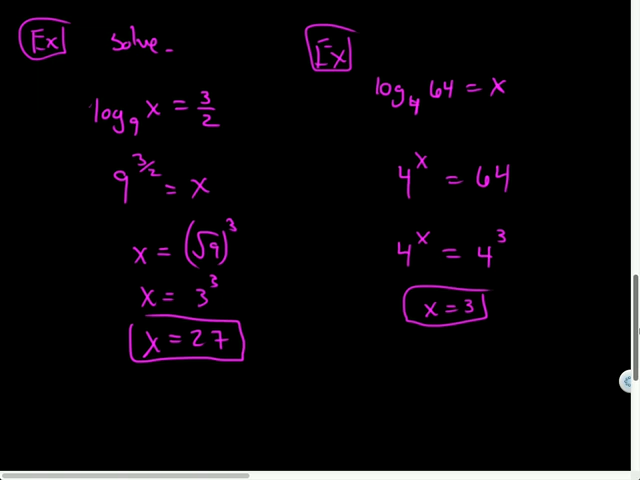 Ex Solve.
log₉ x = 3/2
9^(3/2) = x
x = (√9)³
x = 3³
x = 27
Ex
log₄ 64 = x
4^x = 64
4^x = 4³
x = 3